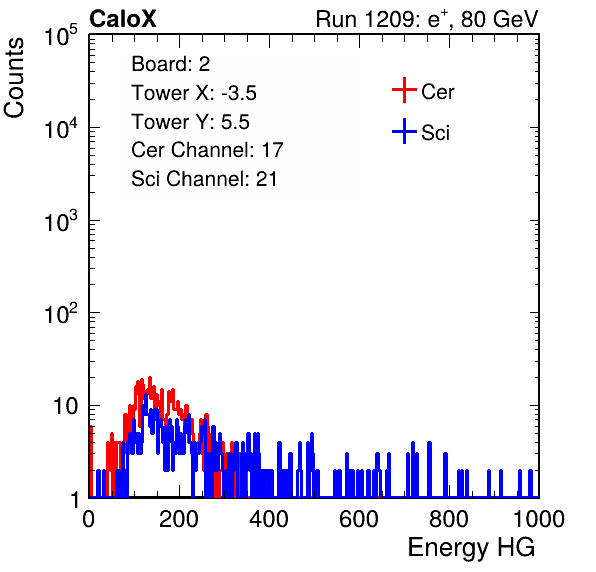 CaloX Run 1209: e⁺, 80 GeV
Counts
10⁵
10⁴
10³
10²
10
1
Board: 2
Tower X: -3.5
Tower Y: 5.5
Cer Channel: 17
Sci Channel: 21
Cer
Sci
0 200 400 600 800 1000
Energy HG